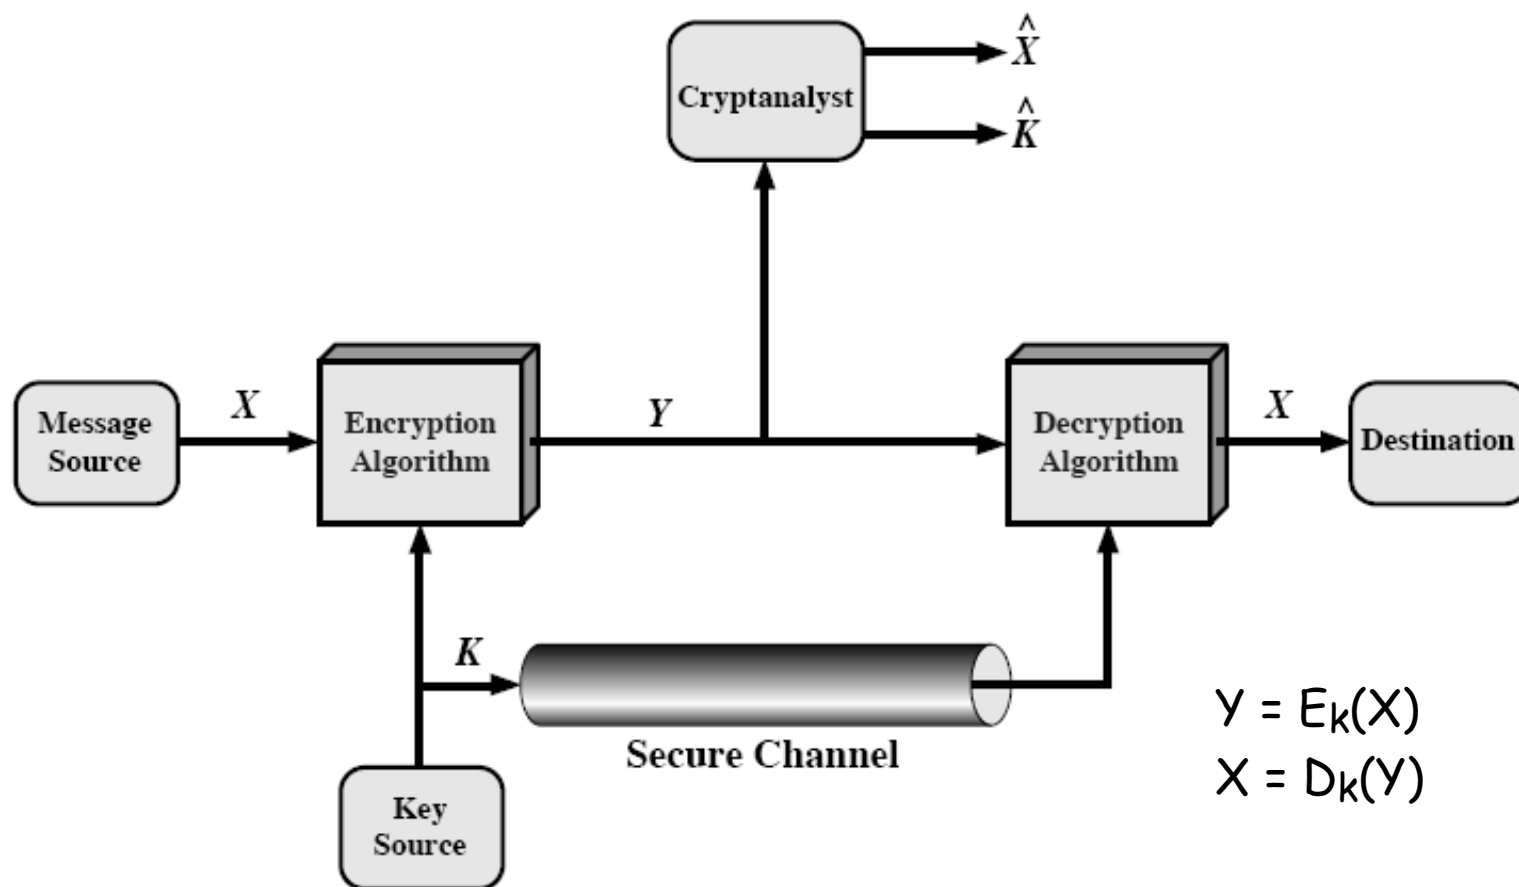 Cryptanalyst
X̂
K̂
Message
Source
X
Encryption
Algorithm
Y
Decryption
Algorithm
X
Destination
K
Secure Channel
Key
Source
Y = Ek(X)
X = Dk(Y)